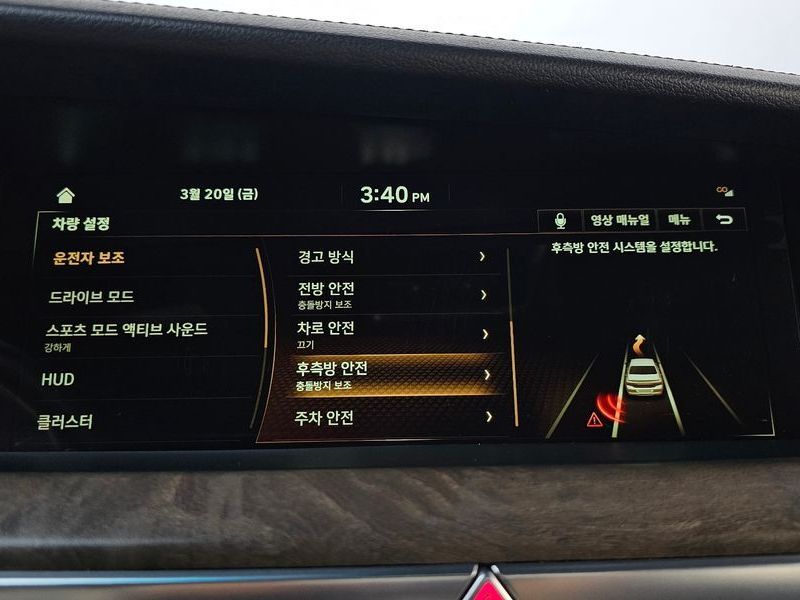 3월 20일 (금)
3:40 PM
차량 설정
영상 매뉴얼
메뉴
운전자 보조
드라이브 모드
스포츠 모드 액티브 사운드
강하게
HUD
클러스터
경고 방식
전방 안전
충돌방지 보조
차로 안전
끄기
후측방 안전
충돌방지 보조
주차 안전
후측방 안전 시스템을 설정합니다.